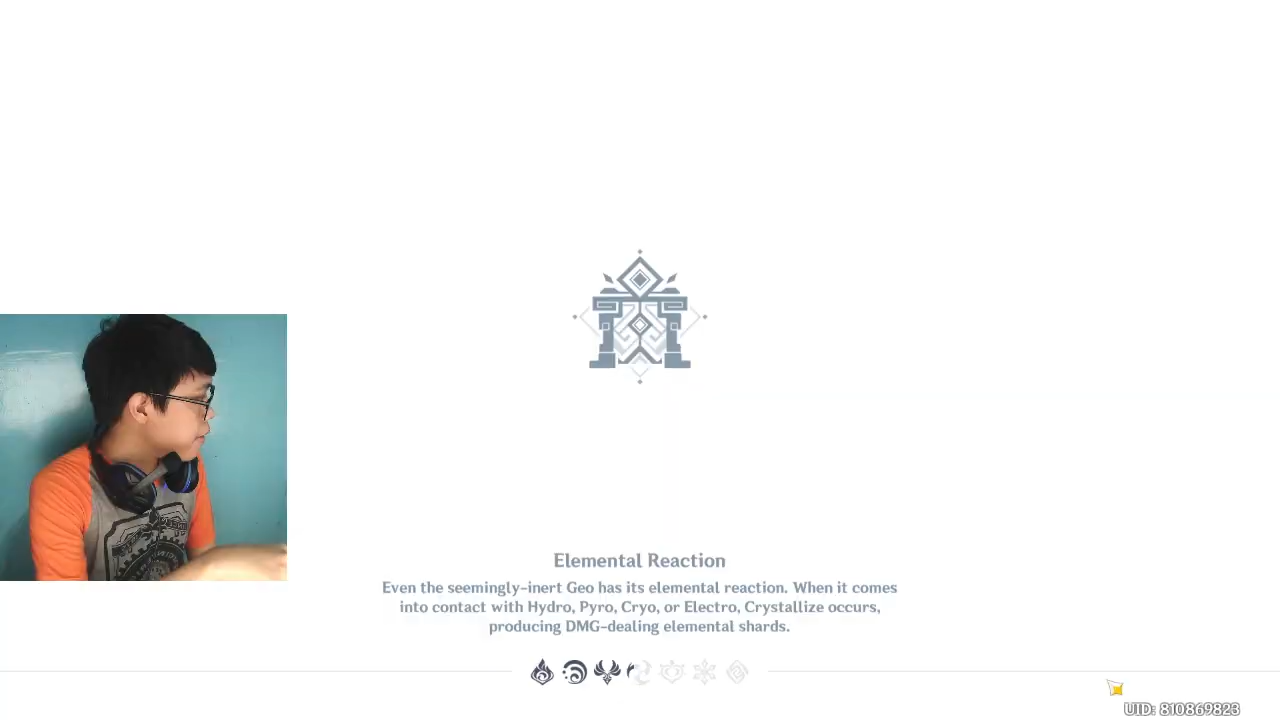 Elemental Reaction
Even the seemingly-inert Geo has its elemental reaction. When it comes
into contact with Hydro, Pyro, Cryo, or Electro, Crystallize occurs,
producing DMG-dealing elemental shards.
UID: 810869823